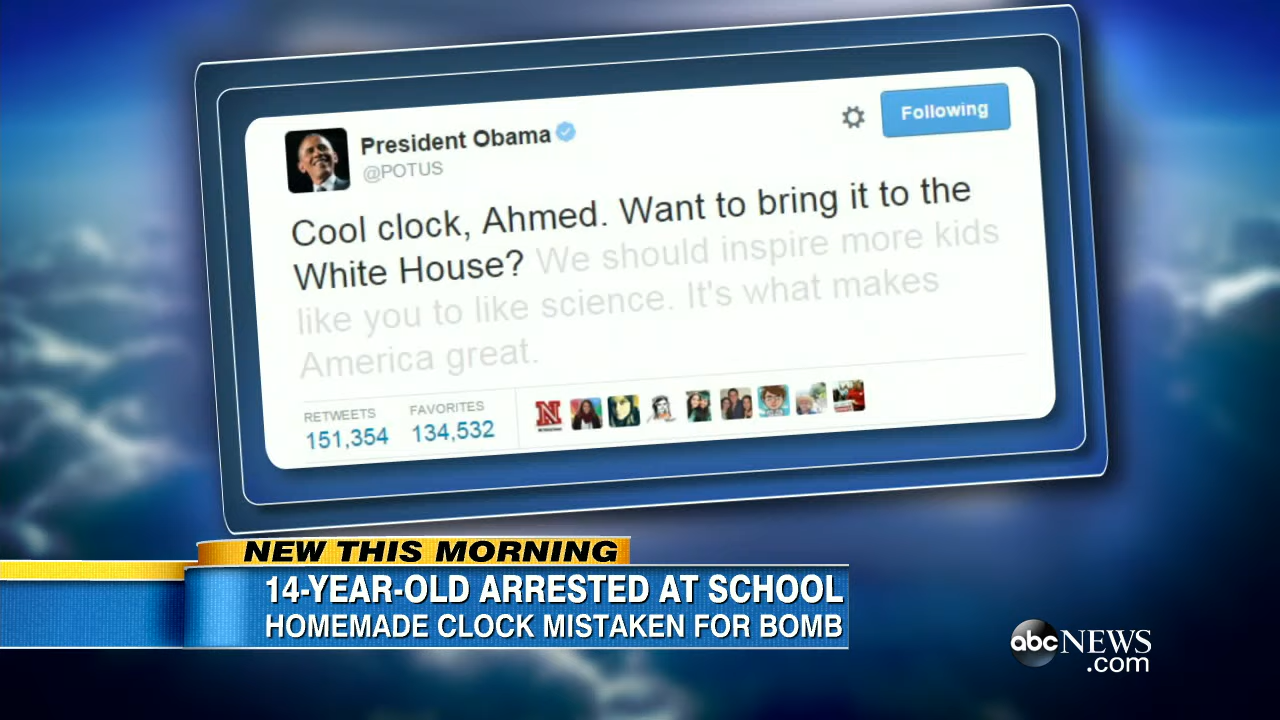 President Obama
@POTUS
Following
Cool clock, Ahmed. Want to bring it to the
White House? We should inspire more kids
like you to like science. It's what makes
America great.
RETWEETS
151,354
FAVORITES
134,532
N
NEW THIS MORNING
14-YEAR-OLD ARRESTED AT SCHOOL
HOMEMADE CLOCK MISTAKEN FOR BOMB
abc NEWS
.com